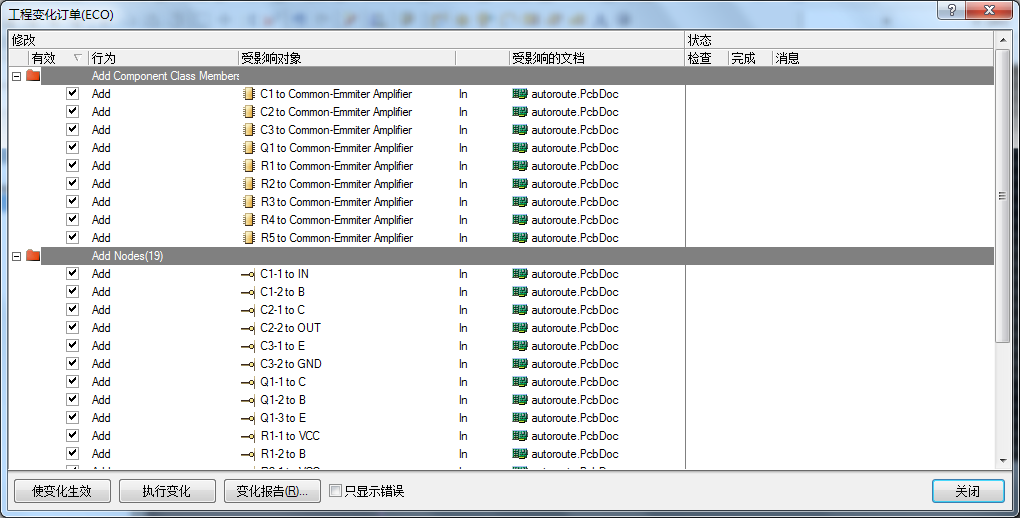 工程变化订单(ECO)
修改 状态
有效 行为 受影响对象 受影响的文档 检查 完成 消息
Add Component Class Members
Add C1 to Common-Emmiter Amplifier In autoroute.PcbDoc
Add C2 to Common-Emmiter Amplifier In autoroute.PcbDoc
Add C3 to Common-Emmiter Amplifier In autoroute.PcbDoc
Add Q1 to Common-Emmiter Amplifier In autoroute.PcbDoc
Add R1 to Common-Emmiter Amplifier In autoroute.PcbDoc
Add R2 to Common-Emmiter Amplifier In autoroute.PcbDoc
Add R3 to Common-Emmiter Amplifier In autoroute.PcbDoc
Add R4 to Common-Emmiter Amplifier In autoroute.PcbDoc
Add R5 to Common-Emmiter Amplifier In autoroute.PcbDoc
Add Nodes(19)
Add C1-1 to IN In autoroute.PcbDoc
Add C1-2 to B In autoroute.PcbDoc
Add C2-1 to C In autoroute.PcbDoc
Add C2-2 to OUT In autoroute.PcbDoc
Add C3-1 to E In autoroute.PcbDoc
Add C3-2 to GND In autoroute.PcbDoc
Add Q1-1 to C In autoroute.PcbDoc
Add Q1-2 to B In autoroute.PcbDoc
Add Q1-3 to E In autoroute.PcbDoc
Add R1-1 to VCC In autoroute.PcbDoc
Add R1-2 to B In autoroute.PcbDoc
使变化生效 执行变化 变化报告(R)... 只显示错误 关闭